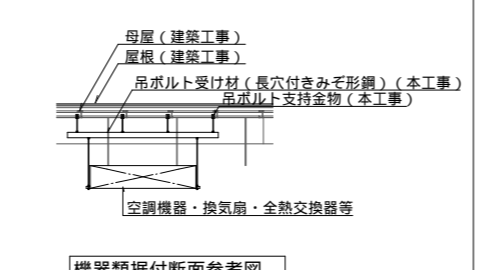 母屋（建築工事）
屋根（建築工事）
吊ボルト受け材（長穴付きみぞ形鋼）（本工事）
吊ボルト支持金物（本工事）
空調機器・換気扇・全熱交換器等
機器類据付断面参考図